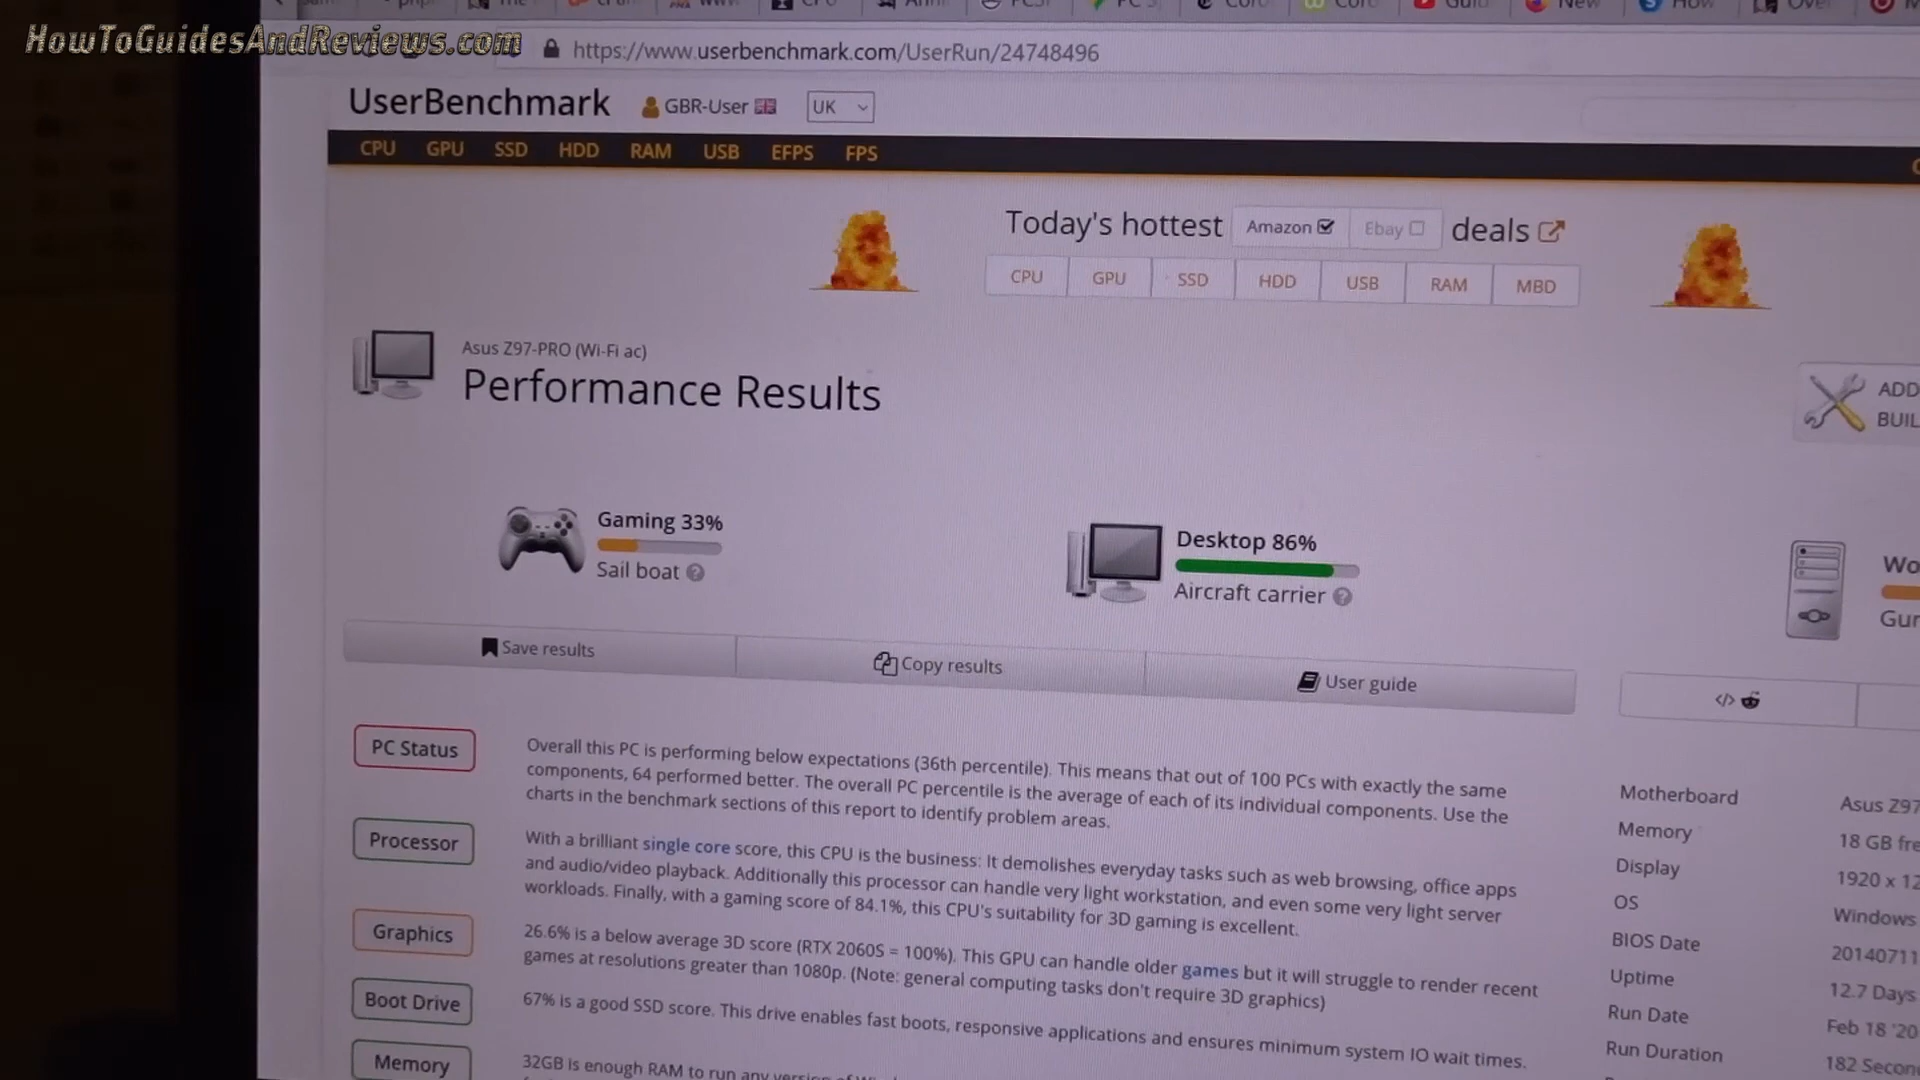 HowToGuidesAndReviews.com
https://www.userbenchmark.com/UserRun/24748496
UserBenchmark GBR-User UK
CPU GPU SSD HDD RAM USB EFPS FPS
Today's hottest Amazon Ebay deals
CPU GPU SSD HDD USB RAM MBD
Asus Z97-PRO (Wi-Fi ac)
Performance Results
ADD
BUIL
Gaming 33%
Sail boat
Desktop 86%
Aircraft carrier
Wo
Gun
Save results
Copy results
User guide
</>
PC Status
Overall this PC is performing below expectations (36th percentile). This means that out of 100 PCs with exactly the same
components, 64 performed better. The overall PC percentile is the average of each of its individual components. Use the
charts in the benchmark sections of this report to identify problem areas.
Processor
With a brilliant single core score, this CPU is the business: It demolishes everyday tasks such as web browsing, office apps
and audio/video playback. Additionally this processor can handle very light workstation, and even some very light server
workloads. Finally, with a gaming score of 84.1%, this CPU's suitability for 3D gaming is excellent.
Graphics
26.6% is a below average 3D score (RTX 2060S = 100%). This GPU can handle older games but it will struggle to render recent
games at resolutions greater than 1080p. (Note: general computing tasks don't require 3D graphics)
Boot Drive
67% is a good SSD score. This drive enables fast boots, responsive applications and ensures minimum system IO wait times.
Memory
32GB is enough RAM to run any version of
Motherboard Asus Z97
Memory 18 GB fre
Display 1920 x 12
OS Windows
BIOS Date 20140711
Uptime 12.7 Days
Run Date Feb 18 '20
Run Duration 182 Secon